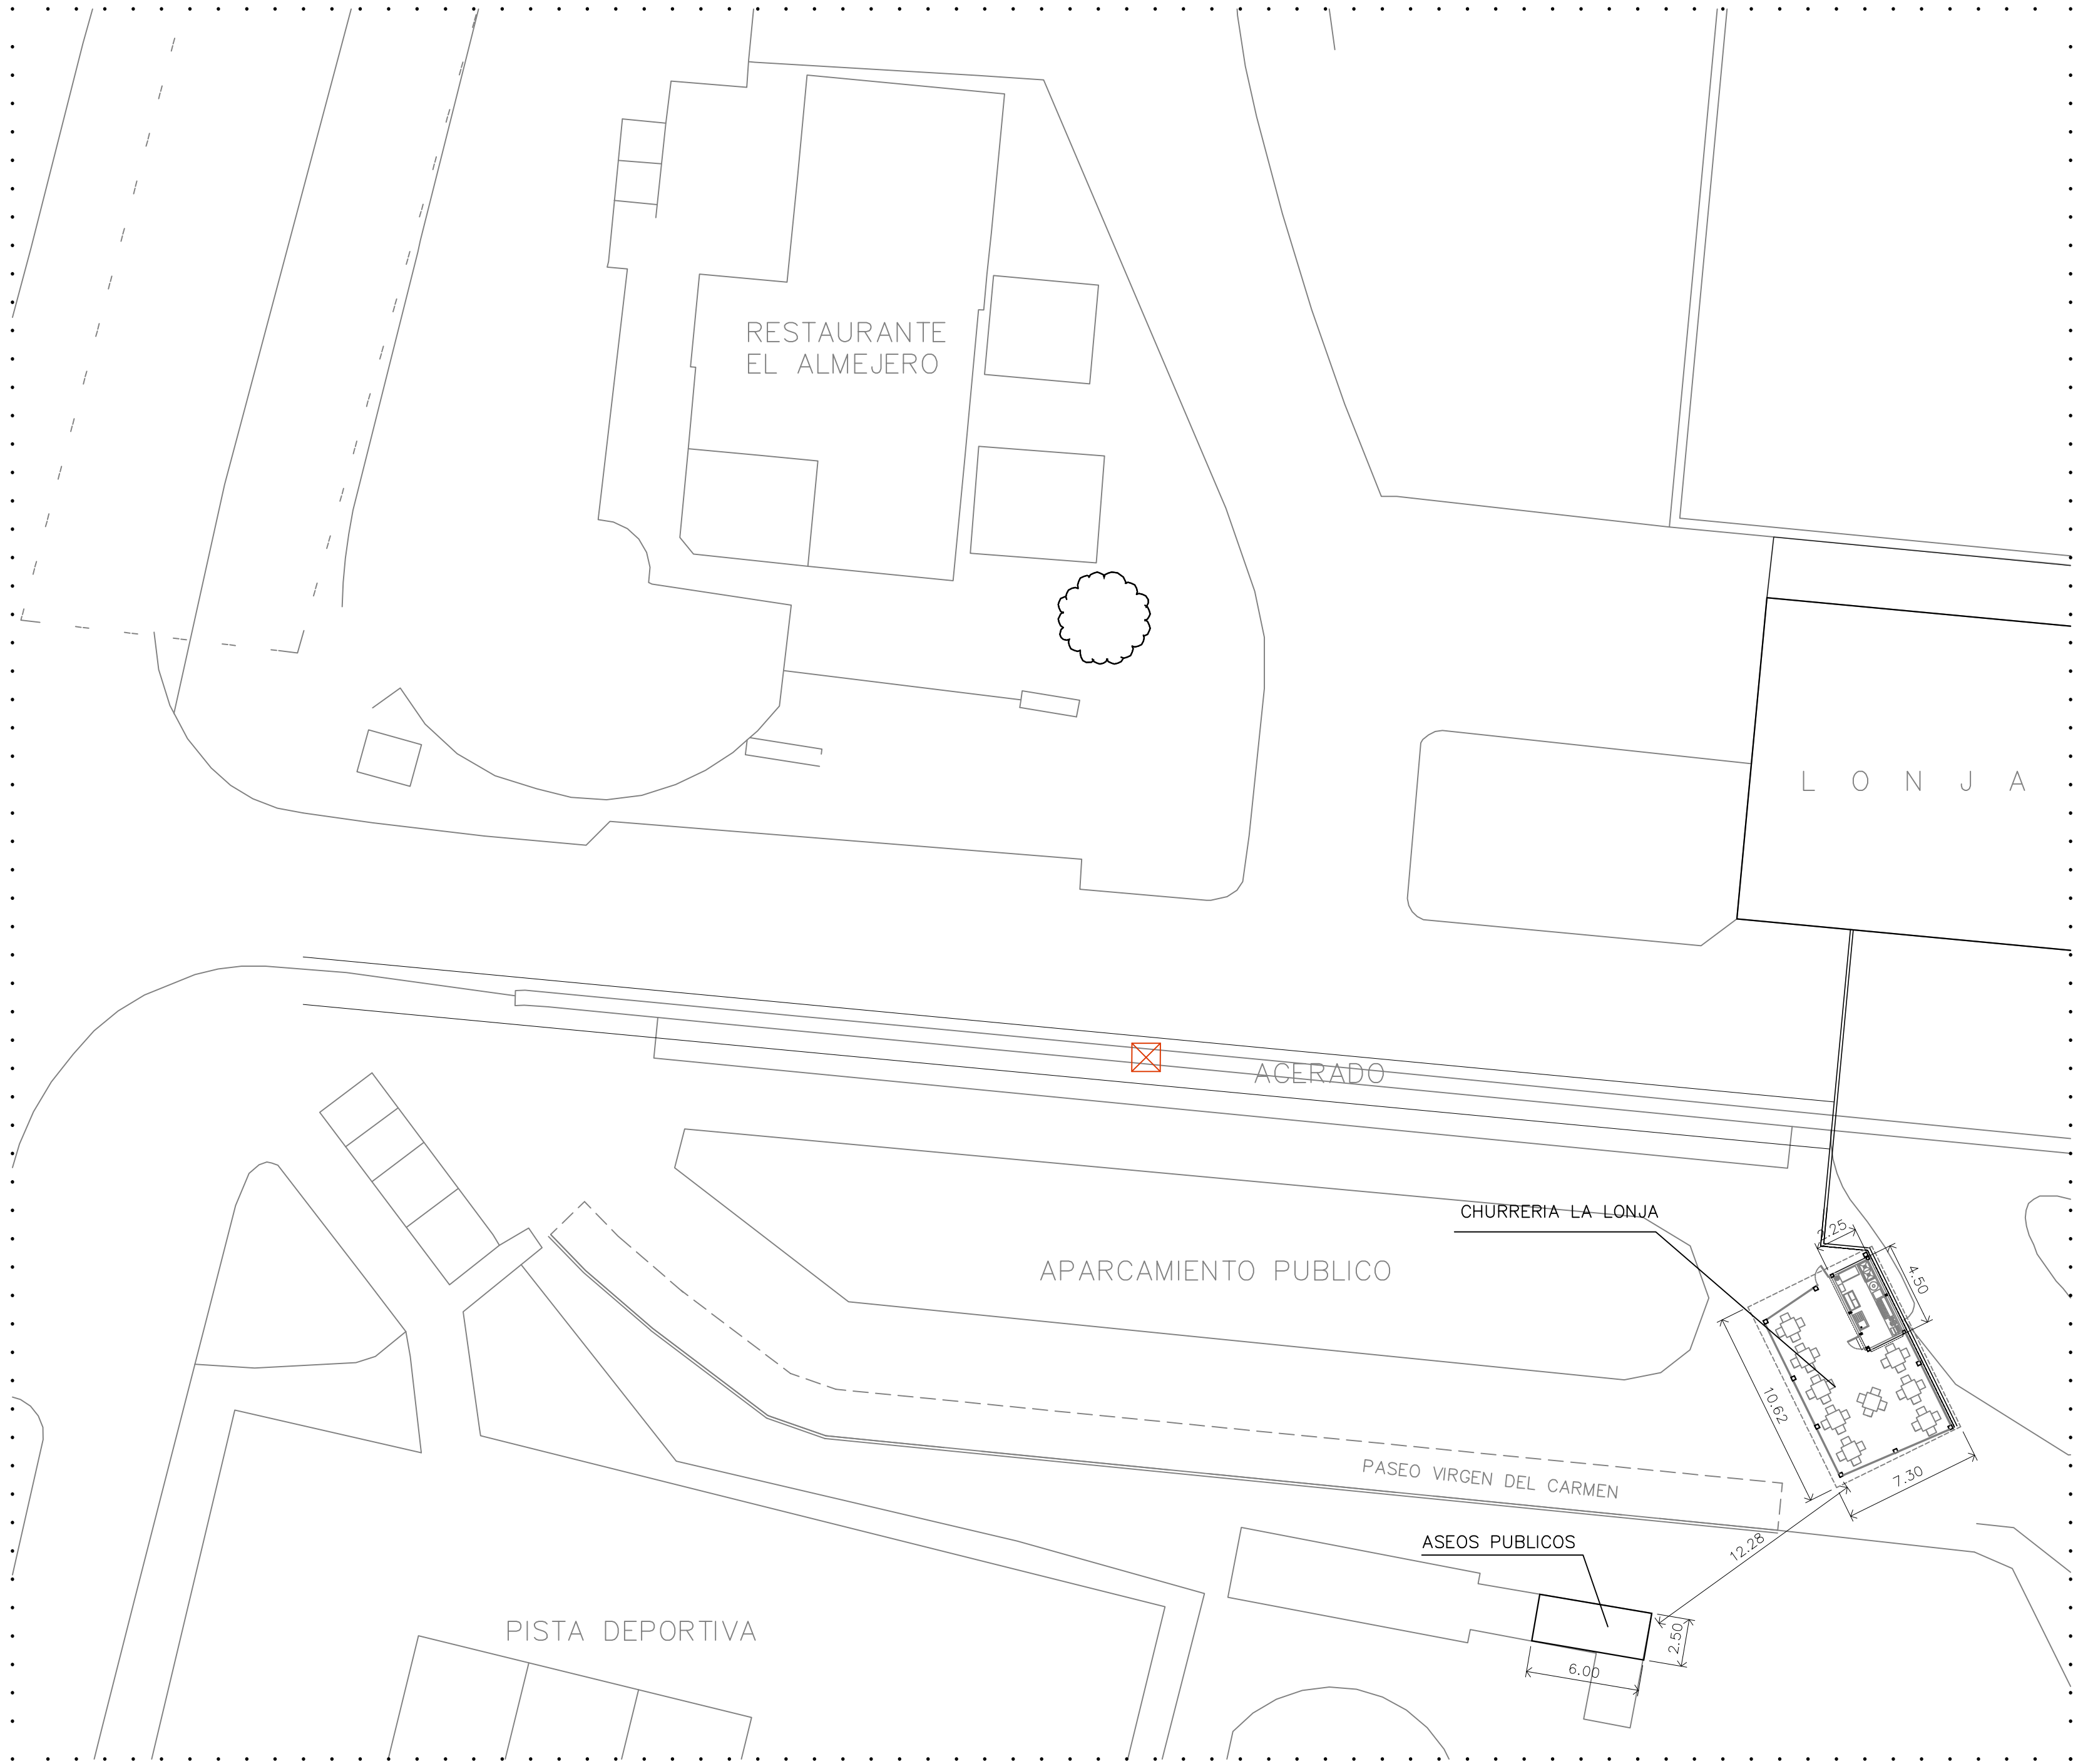 RESTAURANTE
EL ALMEJERO
L O N J A
ACERADO
CHURRERIA LA LONJA
2.25
4.50
APARCAMIENTO PUBLICO
10.62
7.30
PASEO VIRGEN DEL CARMEN
12.28
ASEOS PUBLICOS
2.50
6.00
PISTA DEPORTIVA